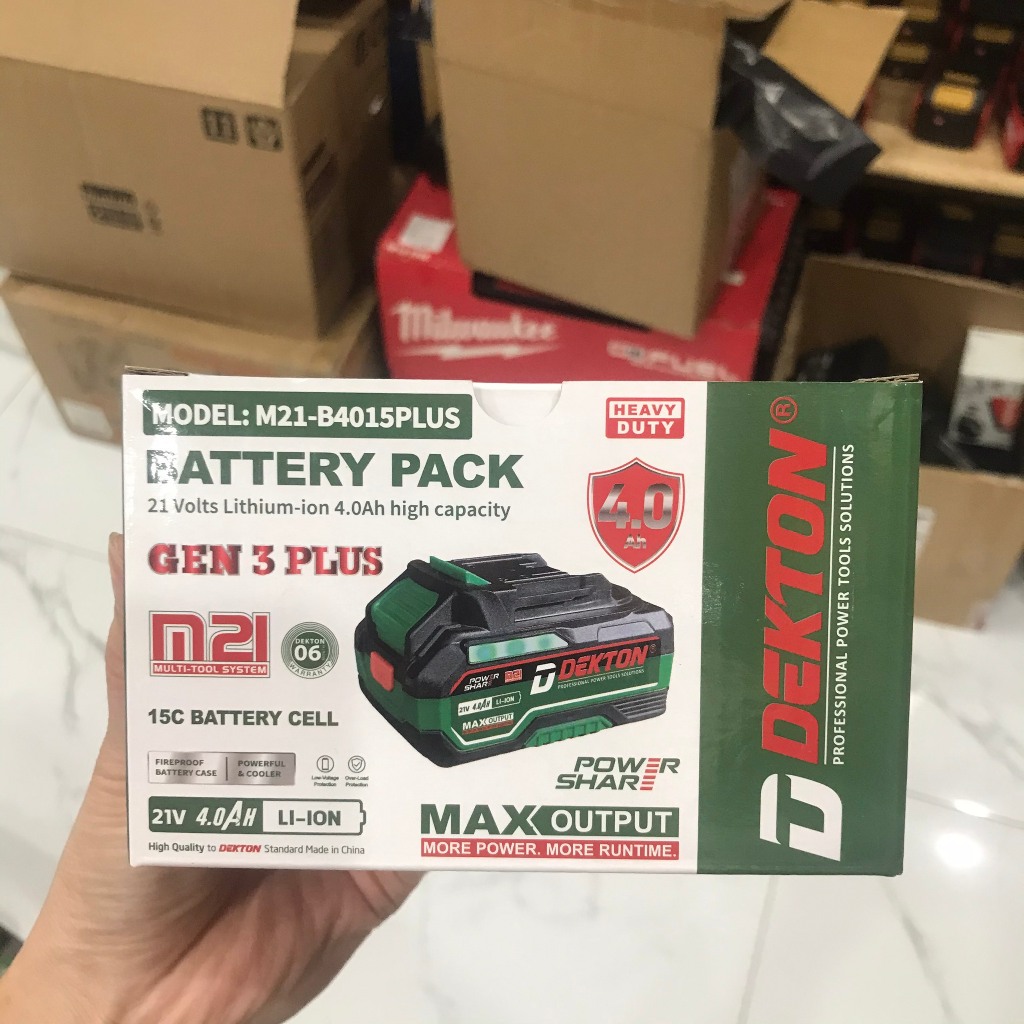 Milwaukee
FUEL
MODEL: M21-B4015PLUS
BATTERY PACK
21 Volts Lithium-ion 4.0Ah high capacity
HEAVY
DUTY
4.0
Ah
GEN 3 PLUS
M21
MULTI-TOOL SYSTEM
DEKTON
06
WARRANTY
15C BATTERY CELL
FIREPROOF
BATTERY CASE
POWERFUL
& COOLER
Low-Voltage
Protection
Over-Load
Protection
21V 4.0AH LI-ION
High Quality to DEKTON Standard Made in China
POWER
SHARE
M21
DEKTON®
PROFESSIONAL POWER TOOLS SOLUTIONS
21V 4.0AH LI-ION
MAX OUTPUT
POWER
SHARE
MAX OUTPUT
MORE POWER. MORE RUNTIME.
DEKTON®
PROFESSIONAL POWER TOOLS SOLUTIONS